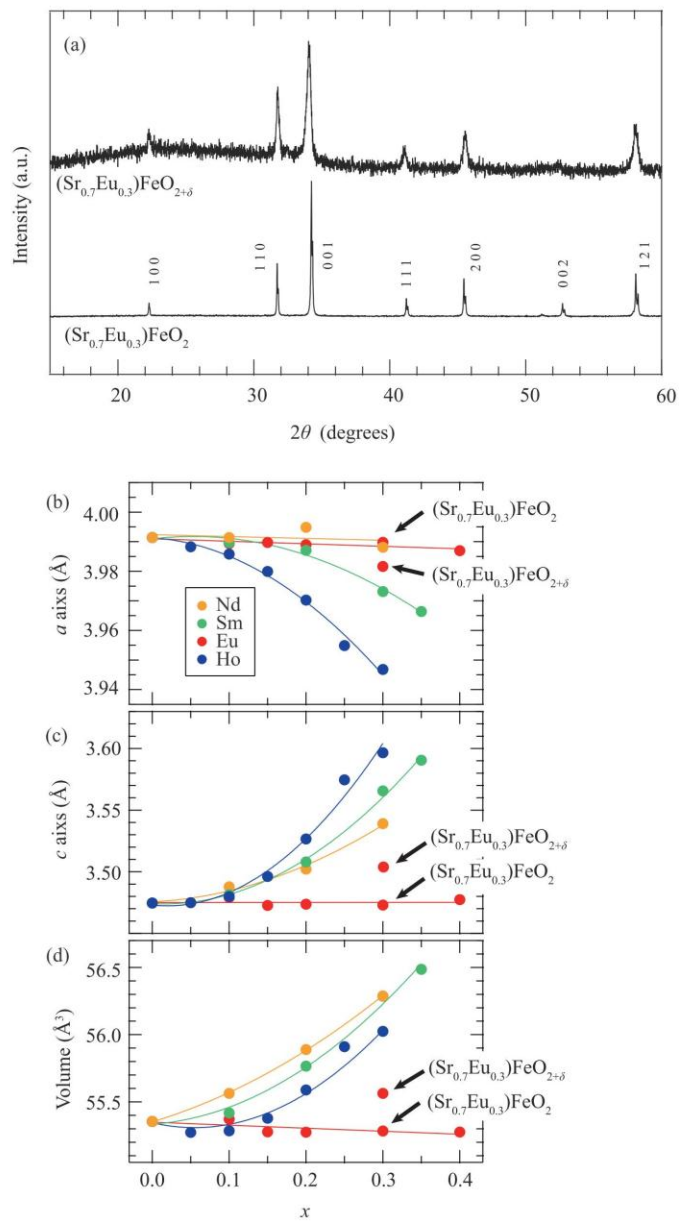 (a)
Intensity (a.u.)
(Sr0.7Eu0.3)FeO2+δ
1 0 0
1 1 0
0 0 1
1 1 1
2 0 0
0 0 2
1 2 1
(Sr0.7Eu0.3)FeO2
20 30 40 50 60
2θ (degrees)
(b)
a aixs (Å)
4.00
3.98
3.96
3.94
(Sr0.7Eu0.3)FeO2
(Sr0.7Eu0.3)FeO2+δ
Nd
Sm
Eu
Ho
(c)
c aixs (Å)
3.60
3.55
3.50
(Sr0.7Eu0.3)FeO2+δ
(Sr0.7Eu0.3)FeO2
(d)
Volume (Å3)
56.5
56.0
55.5
(Sr0.7Eu0.3)FeO2+δ
(Sr0.7Eu0.3)FeO2
0.0 0.1 0.2 0.3 0.4
x